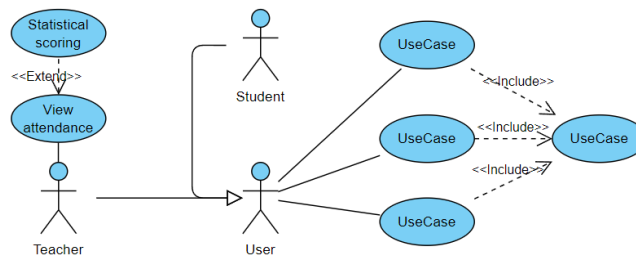 Statistical
scoring
<<Extend>>
View
attendance
Teacher
Student
User
UseCase
<<Include>>
UseCase
<<Include>>
UseCase
<<Include>>
UseCase